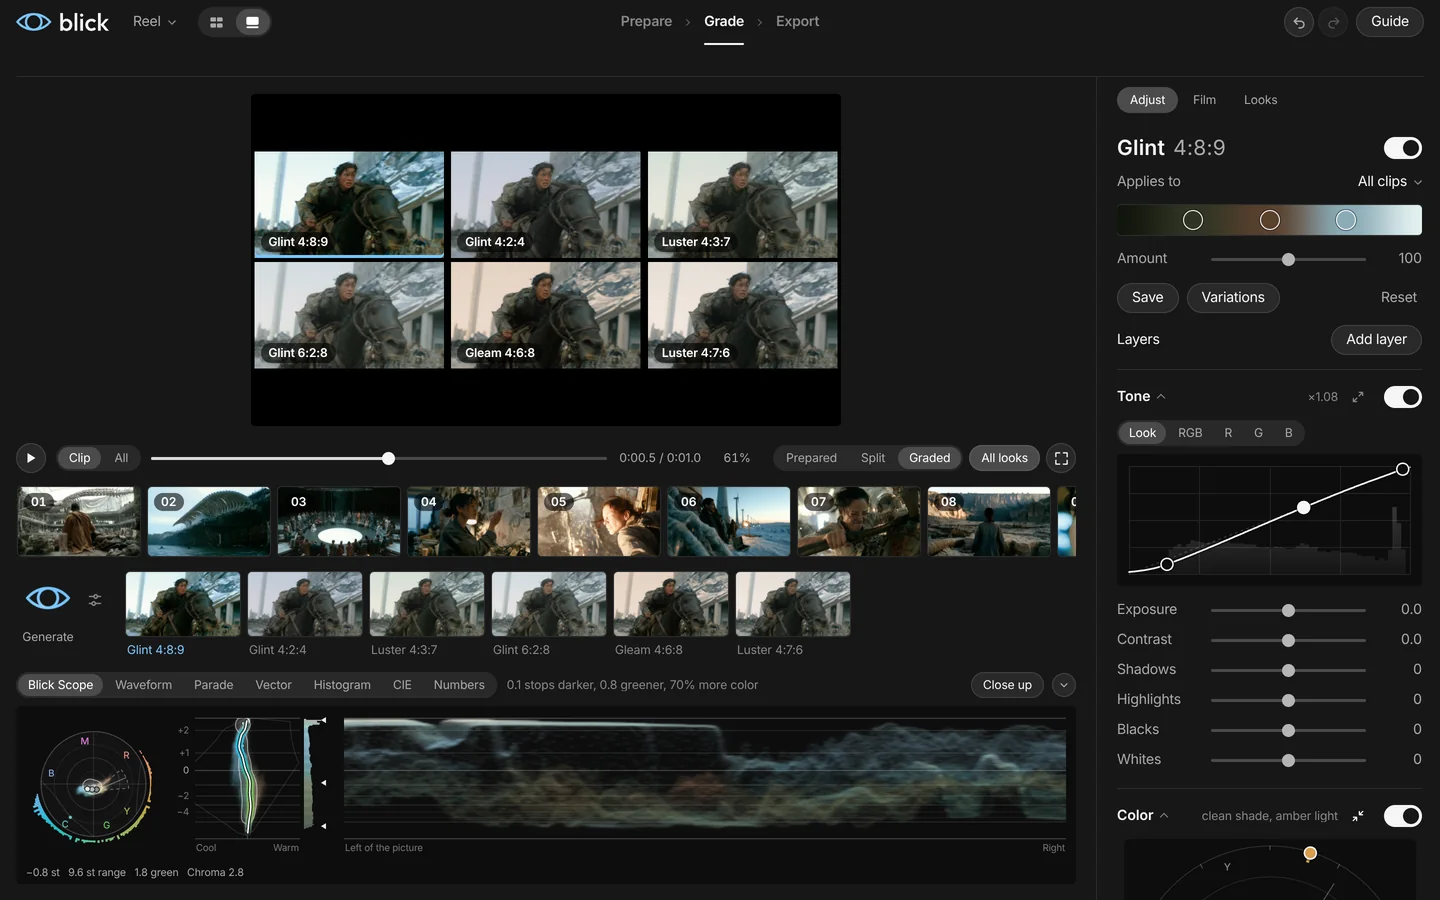 blick
Reel
Prepare
Grade
Export
Guide
Glint 4:8:9
Glint 4:2:4
Luster 4:3:7
Glint 6:2:8
Gleam 4:6:8
Luster 4:7:6
Clip
All
0:00.5 / 0:01.0
61%
Prepared
Split
Graded
All looks
01
02
03
04
05
06
07
08
Generate
Glint 4:8:9
Glint 4:2:4
Luster 4:3:7
Glint 6:2:8
Gleam 4:6:8
Luster 4:7:6
Blick Scope
Waveform
Parade
Vector
Histogram
CIE
Numbers
0.1 stops darker, 0.8 greener, 70% more color
Close up
M
R
B
Y
C
G
+2
+1
0
−2
−4
Cool
Warm
Left of the picture
Right
−0.8 st
9.6 st range
1.8 green
Chroma 2.8
Adjust
Film
Looks
Glint 4:8:9
Applies to
All clips
Amount
100
Save
Variations
Reset
Layers
Add layer
Tone
×1.08
Look
RGB
R
G
B
Exposure
0.0
Contrast
0.0
Shadows
0
Highlights
0
Blacks
0
Whites
0
Color
clean shade, amber light
Y